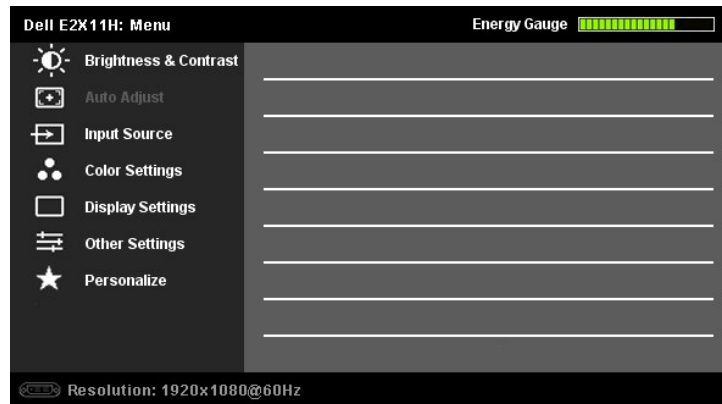 Dell E2X11H: Menu Energy Gauge
Brightness & Contrast
Auto Adjust
Input Source
Color Settings
Display Settings
Other Settings
Personalize
Resolution: 1920x1080@60Hz